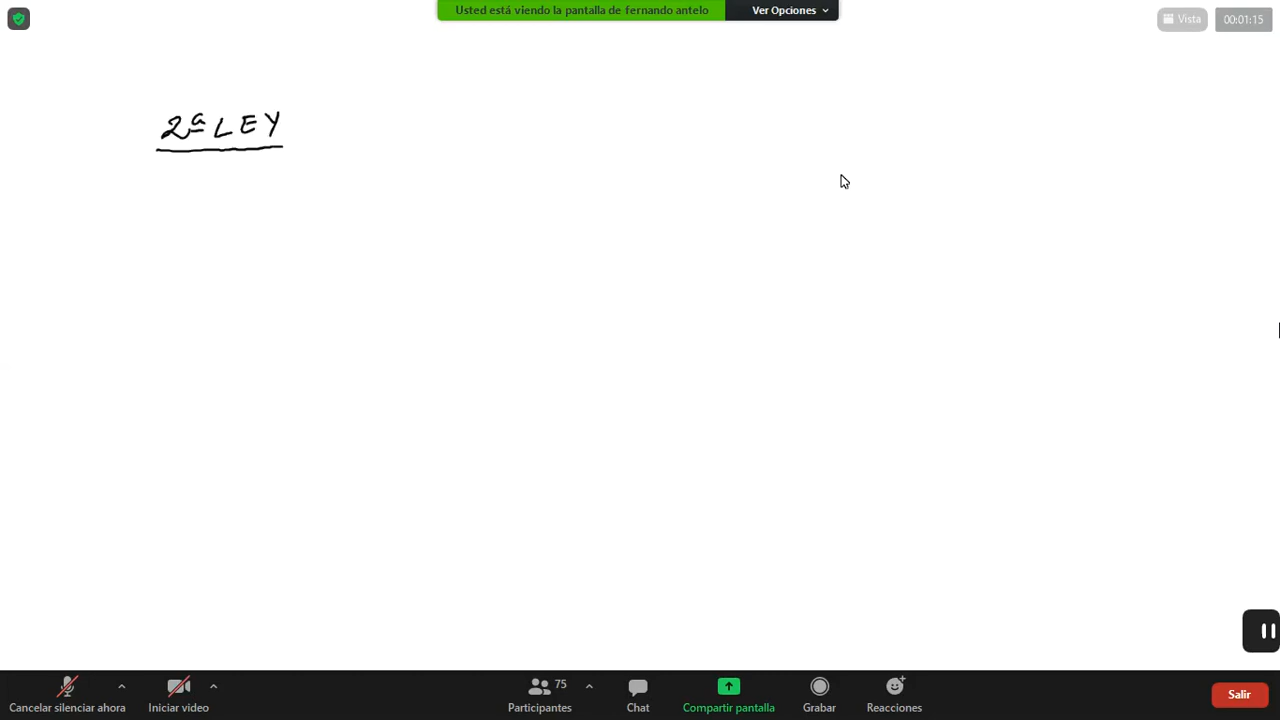 Usted está viendo la pantalla de fernando antelo
Ver Opciones
Vista
00:01:15
2ª LEY
Cancelar silenciar ahora
Iniciar video
75
Participantes
Chat
Compartir pantalla
Grabar
Reacciones
Salir